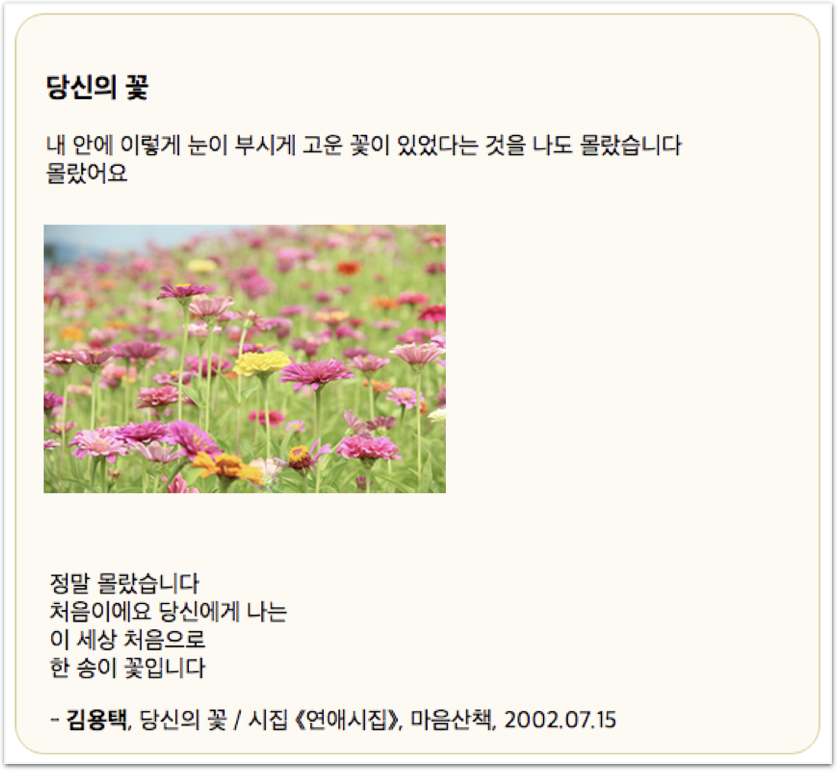 당신의 꽃
내 안에 이렇게 눈이 부시게 고운 꽃이 있었다는 것을 나도 몰랐습니다
몰랐어요
정말 몰랐습니다
처음이에요 당신에게 나는
이 세상 처음으로
한 송이 꽃입니다
- 김용택, 당신의 꽃 / 시집 《연애시집》, 마음산책, 2002.07.15